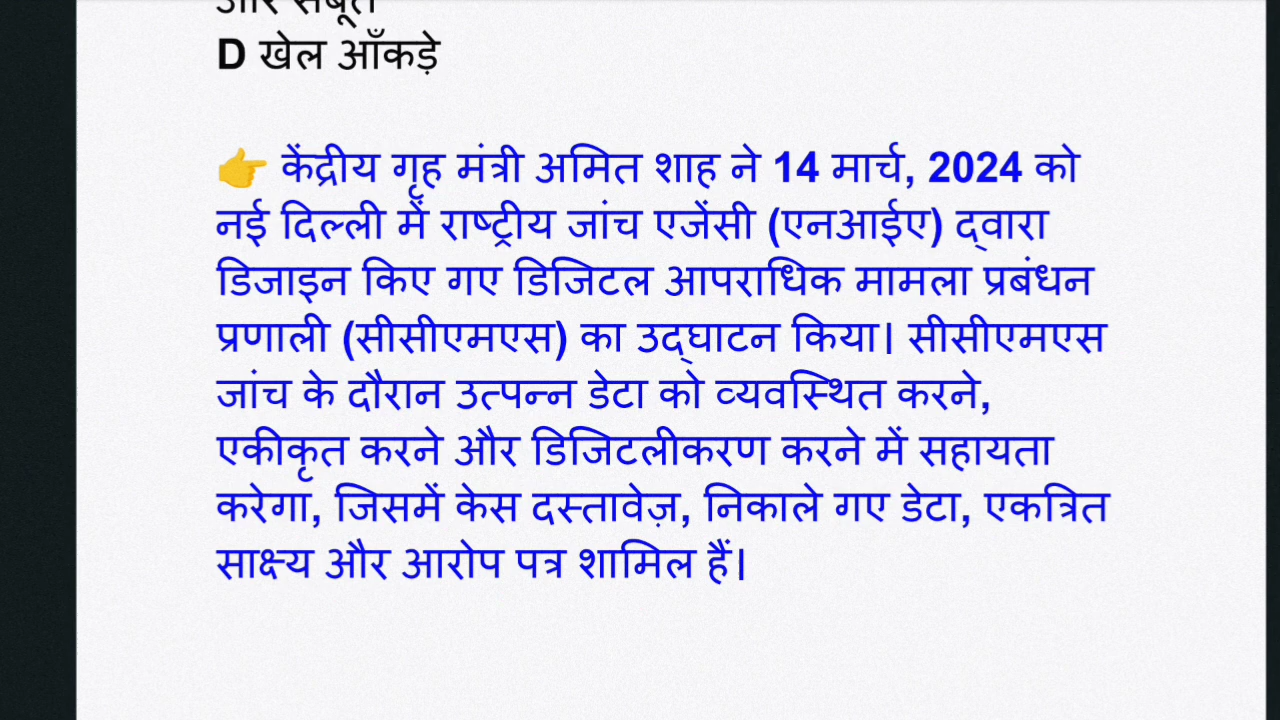 और सबूत
D खेल आँकड़े
👉 केंद्रीय गृह मंत्री अमित शाह ने 14 मार्च, 2024 को
नई दिल्ली में राष्ट्रीय जांच एजेंसी (एनआईए) द्वारा
डिजाइन किए गए डिजिटल आपराधिक मामला प्रबंधन
प्रणाली (सीसीएमएस) का उद्घाटन किया। सीसीएमएस
जांच के दौरान उत्पन्न डेटा को व्यवस्थित करने,
एकीकृत करने और डिजिटलीकरण करने में सहायता
करेगा, जिसमें केस दस्तावेज़, निकाले गए डेटा, एकत्रित
साक्ष्य और आरोप पत्र शामिल हैं।